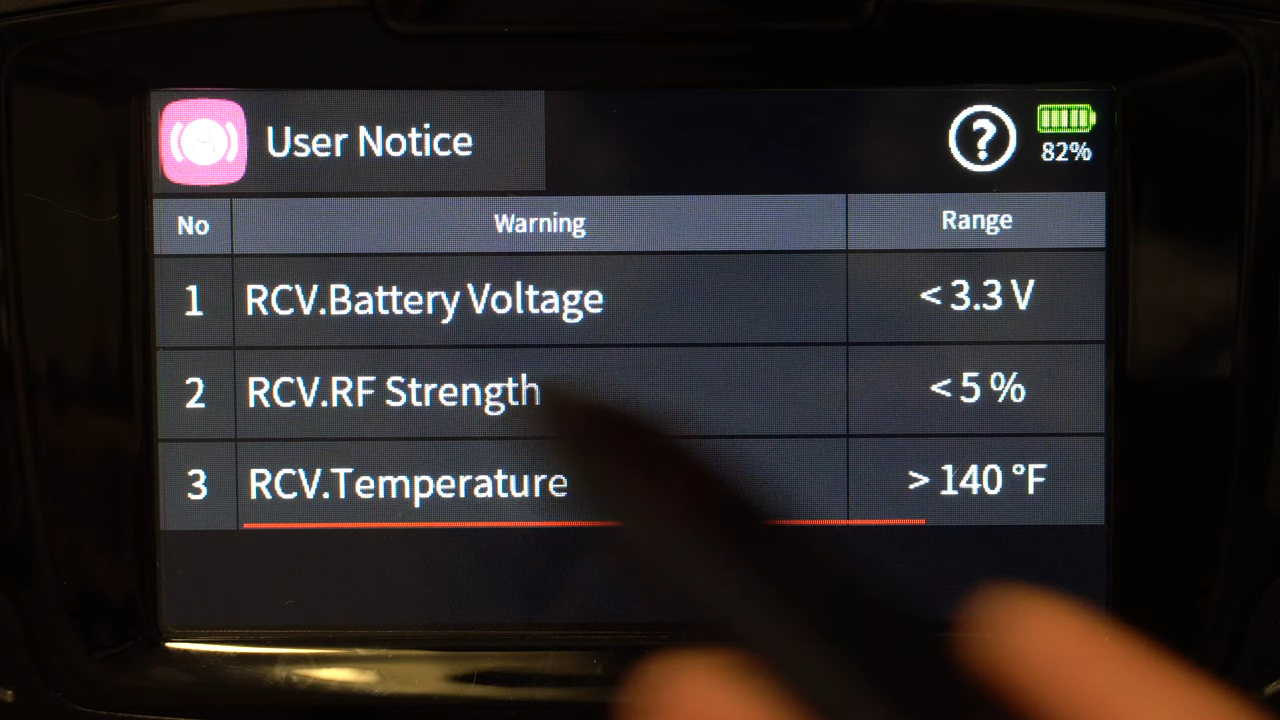 User Notice
?
82%
No Warning Range
1 RCV.Battery Voltage < 3.3 V
2 RCV.RF Strength < 5 %
3 RCV.Temperature > 140 °F